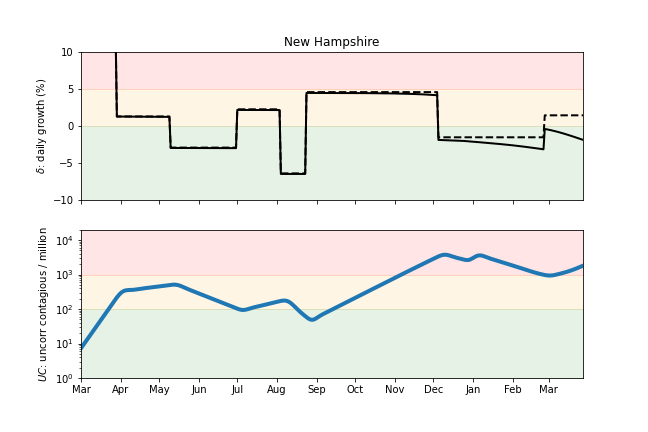 New Hampshire
δ: daily growth (%)
10
5
0
−5
−10
UC: uncorr contagious / million
10⁴
10³
10²
10¹
10⁰
Mar Apr May Jun Jul Aug Sep Oct Nov Dec Jan Feb Mar